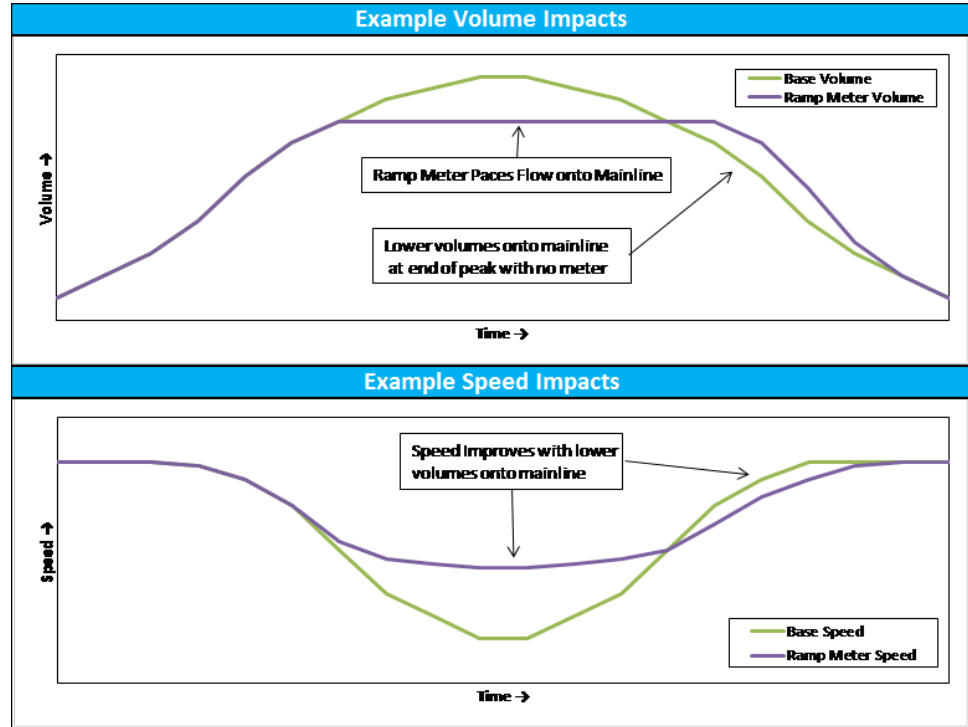 Example Volume Impacts
Base Volume
Ramp Meter Volume
Ramp Meter Paces Flow onto Mainline
Lower volumes onto mainline
at end of peak with no meter
Volume →
Time →
Example Speed Impacts
Speed Improves with lower
volumes onto mainline
Speed →
Base Speed
Ramp Meter Speed
Time →